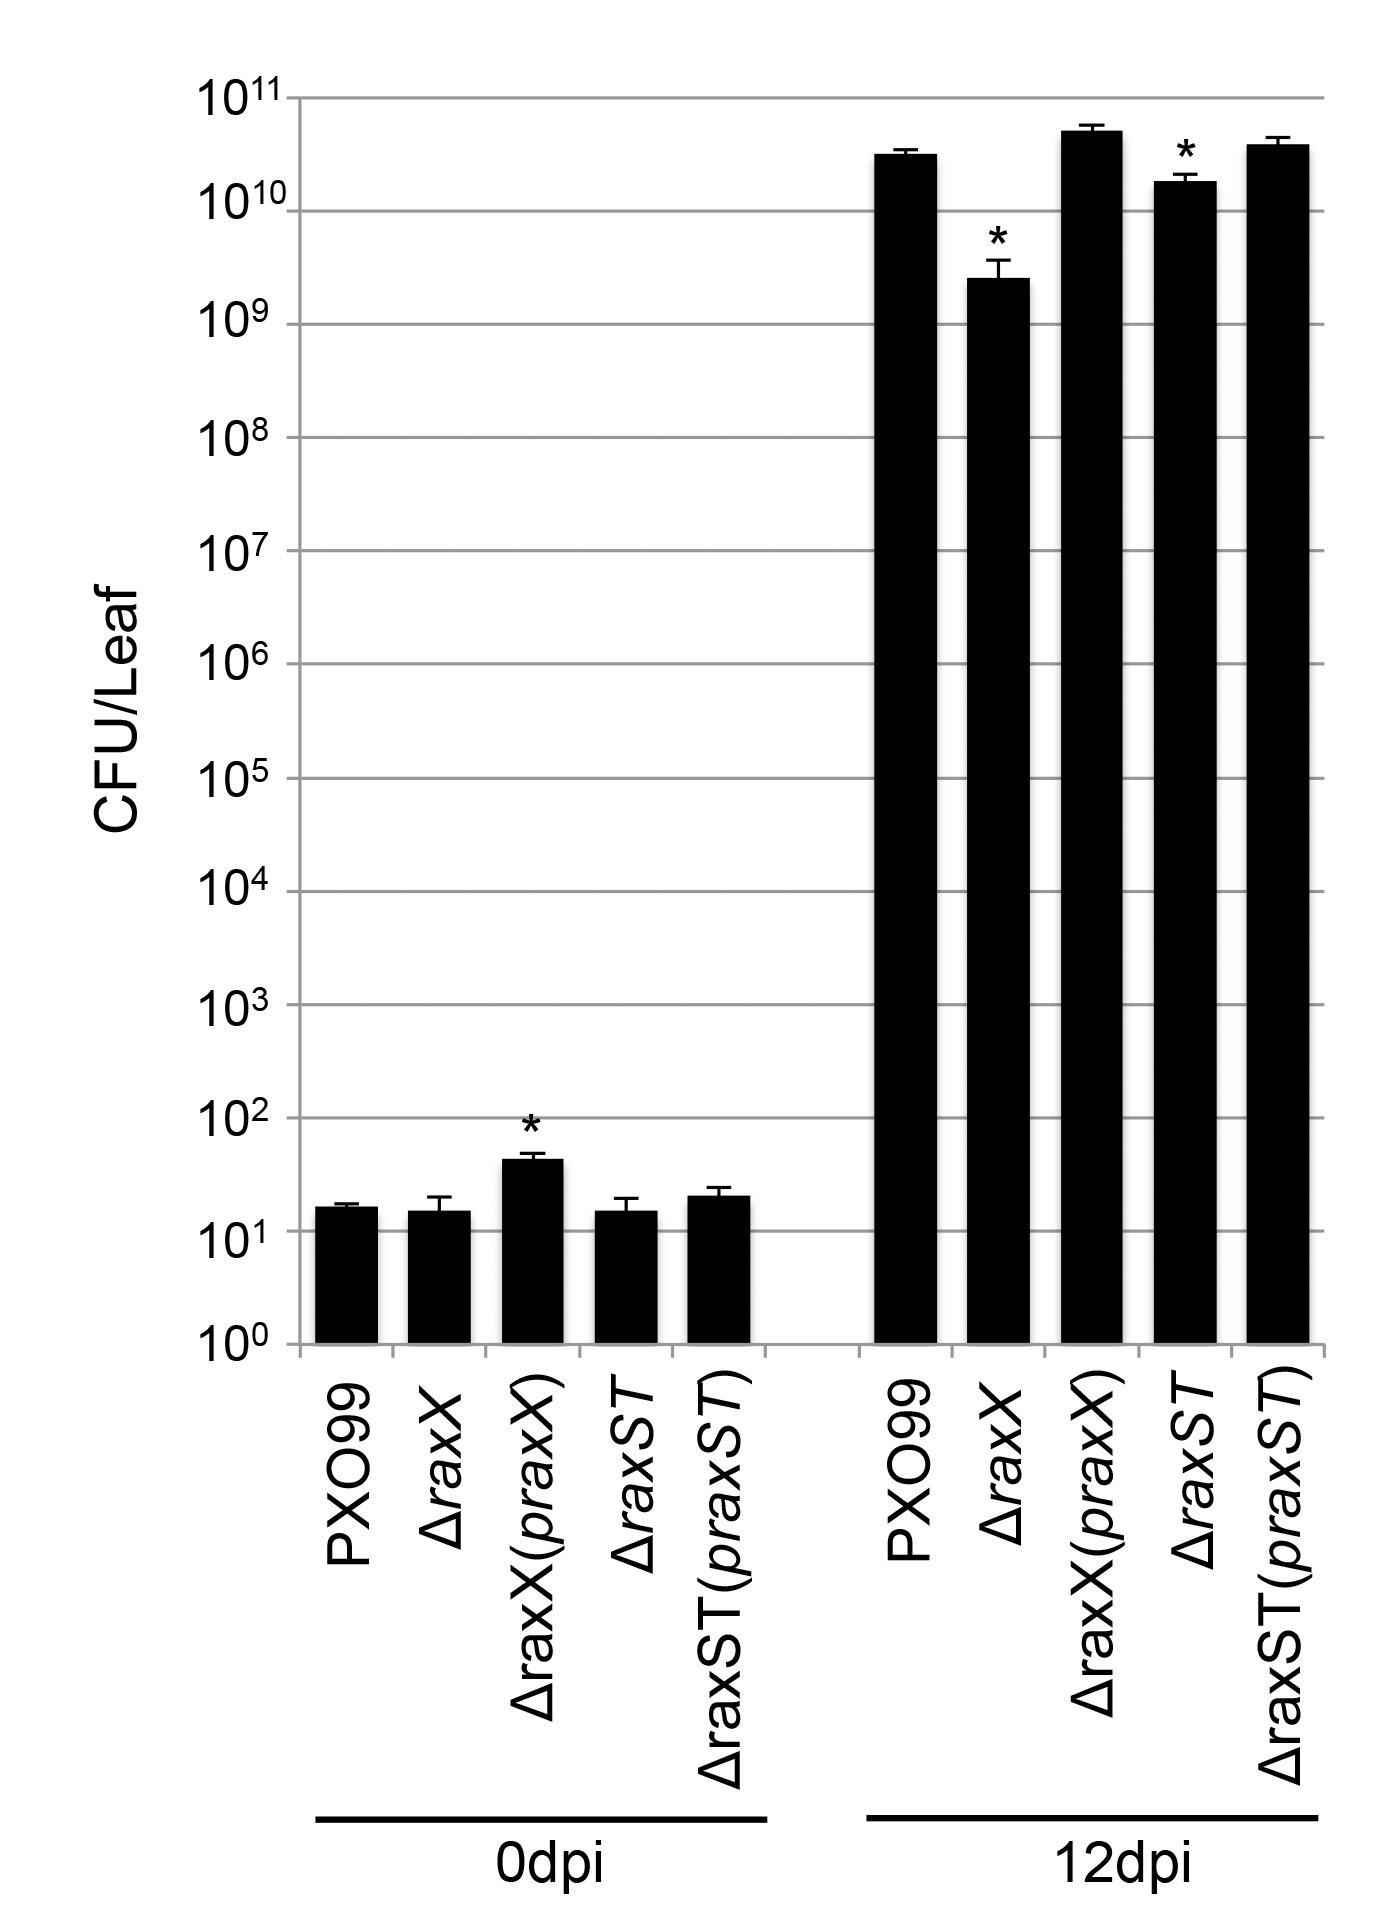 10¹¹
10¹⁰
10⁹
10⁸
10⁷
10⁶
10⁵
10⁴
10³
10²
10¹
10⁰
CFU/Leaf
*
*
*
PXO99
ΔraxX
ΔraxX(praxX)
ΔraxST
ΔraxST(praxST)
PXO99
ΔraxX
ΔraxX(praxX)
ΔraxST
ΔraxST(praxST)
0dpi
12dpi